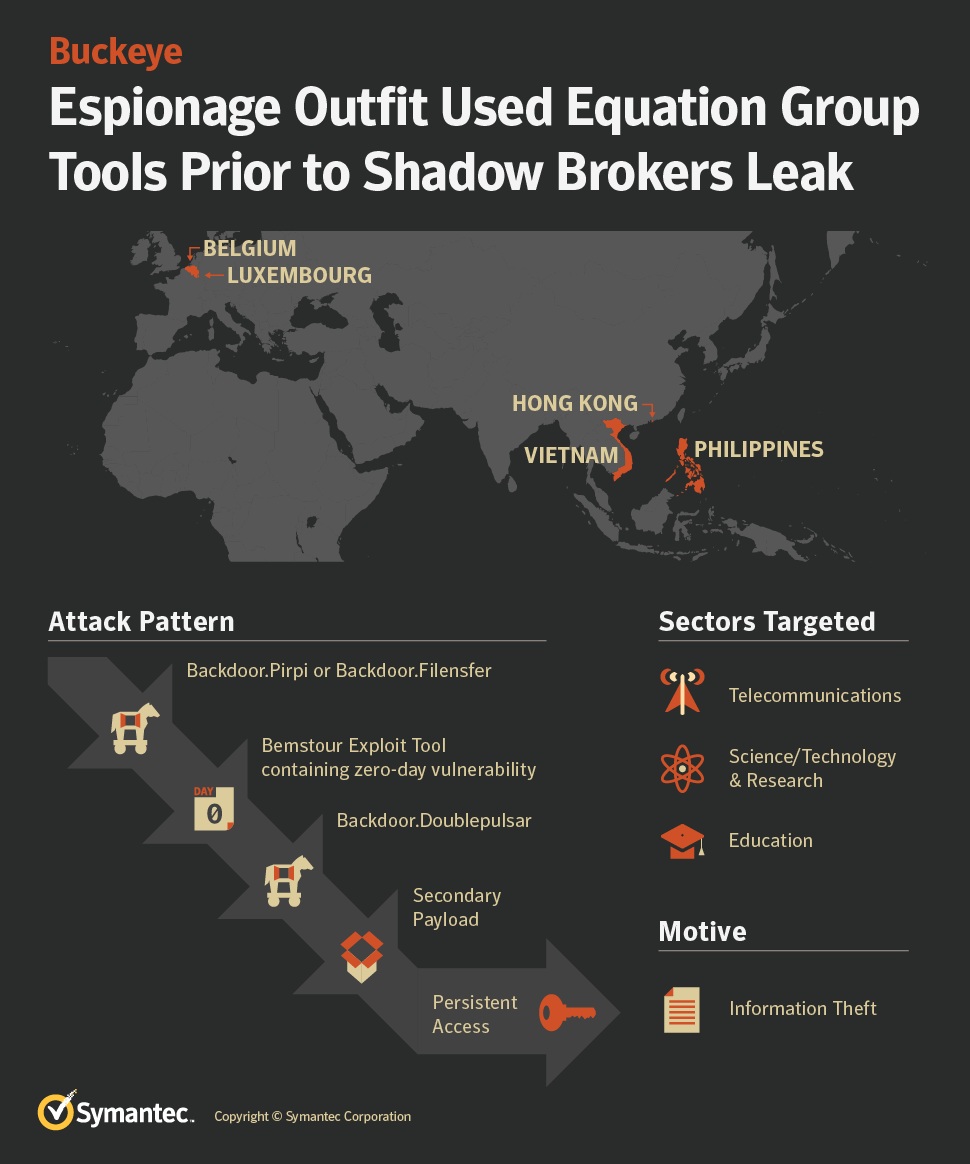 Buckeye
Espionage Outfit Used Equation Group
Tools Prior to Shadow Brokers Leak
BELGIUM
LUXEMBOURG
HONG KONG
VIETNAM
PHILIPPINES
Attack Pattern
Backdoor.Pirpi or Backdoor.Filensfer
Bemstour Exploit Tool
containing zero-day vulnerability
DAY
0
Backdoor.Doublepulsar
Secondary
Payload
Persistent
Access
Sectors Targeted
Telecommunications
Science/Technology
& Research
Education
Motive
Information Theft
Symantec™
Copyright © Symantec Corporation